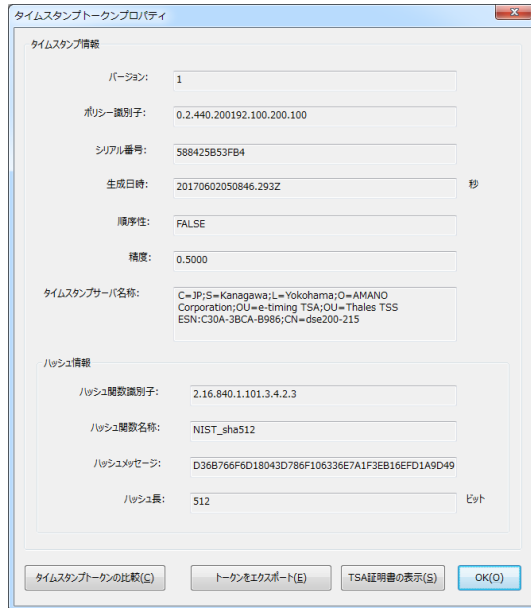 タイムスタンプトークンプロパティ
タイムスタンプ情報
バージョン: 1
ポリシー識別子: 0.2.440.200192.100.200.100
シリアル番号: 588425B53FB4
生成日時: 20170602050846.293Z 秒
順序性: FALSE
精度: 0.5000
タイムスタンプサーバ名称: C=JP;S=Kanagawa;L=Yokohama;O=AMANO
Corporation;OU=e-timing TSA;OU=Thales TSS
ESN:C30A-3BCA-B986;CN=dse200-215
ハッシュ情報
ハッシュ関数識別子: 2.16.840.1.101.3.4.2.3
ハッシュ関数名称: NIST_sha512
ハッシュメッセージ: D36B766F6D18043D786F106336E7A1F3EB16EFD1A9D49
ハッシュ長: 512 ビット
タイムスタンプトークンの比較(C) トークンをエクスポート(E) TSA証明書の表示(S) OK(O)